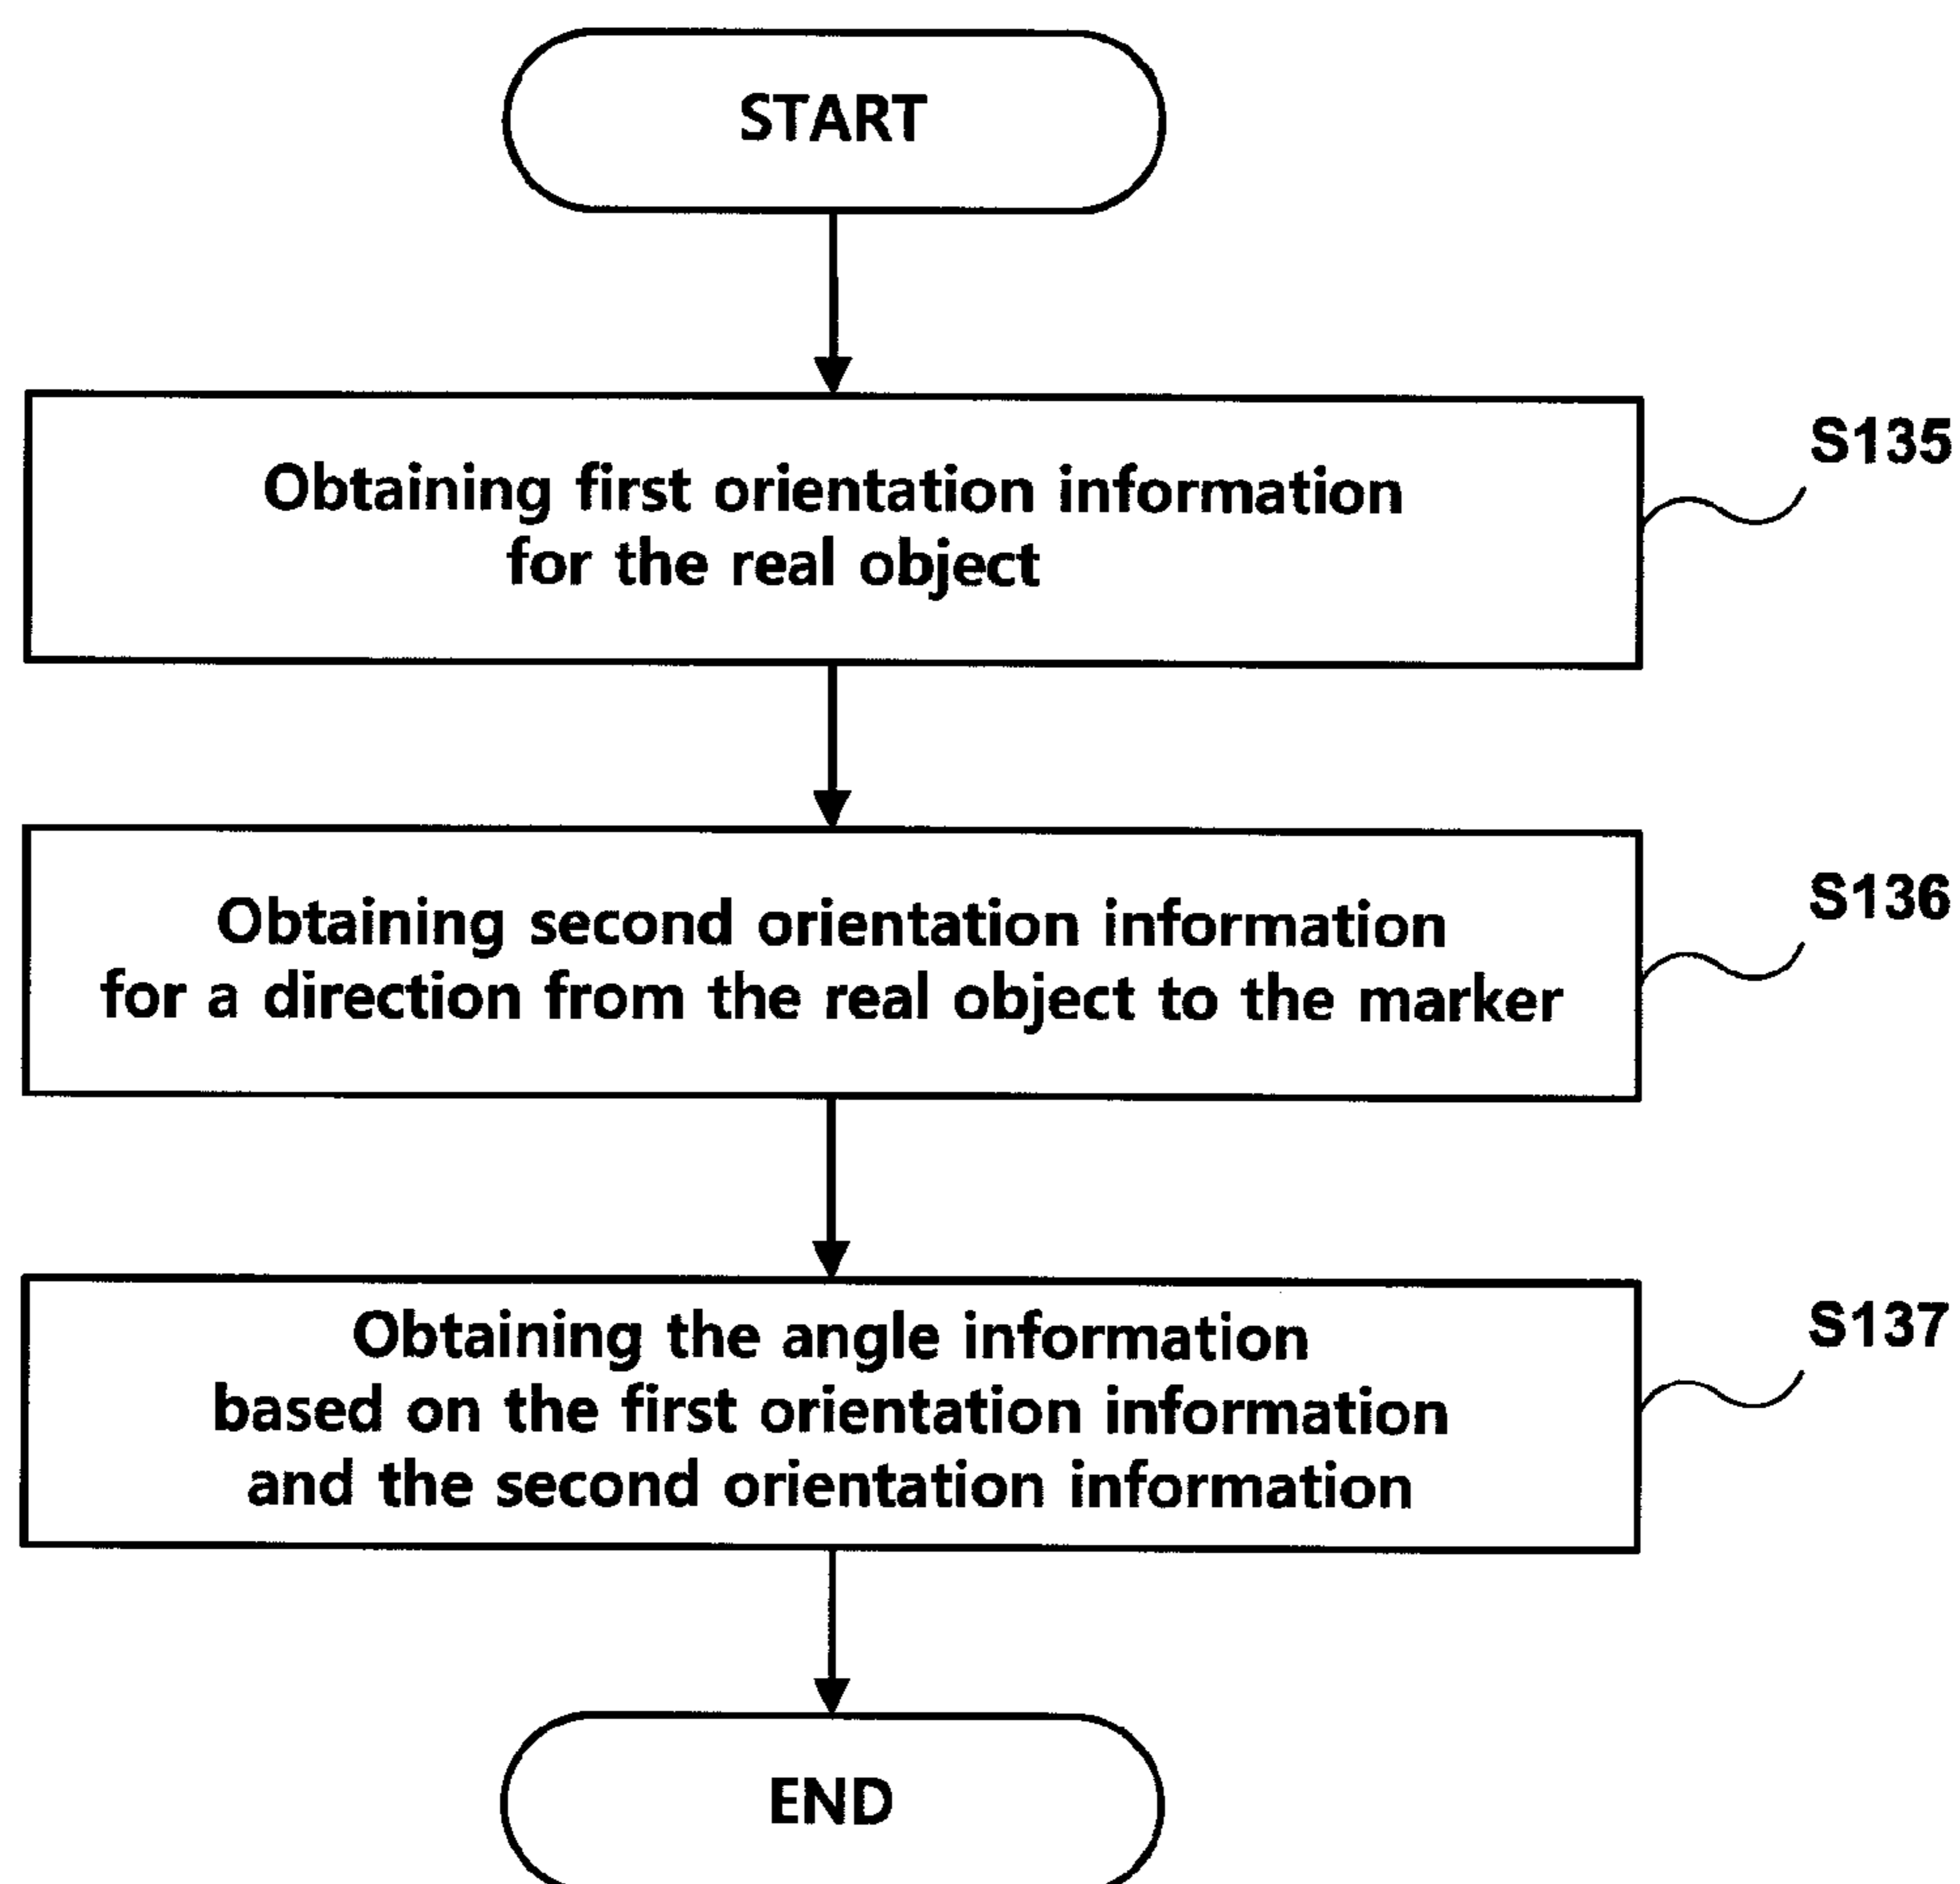 START
S135
Obtaining first orientation information
for the real object
S136
Obtaining second orientation information
for a direction from the real object to the marker
S137
Obtaining the angle information
based on the first orientation information
and the second orientation information
END